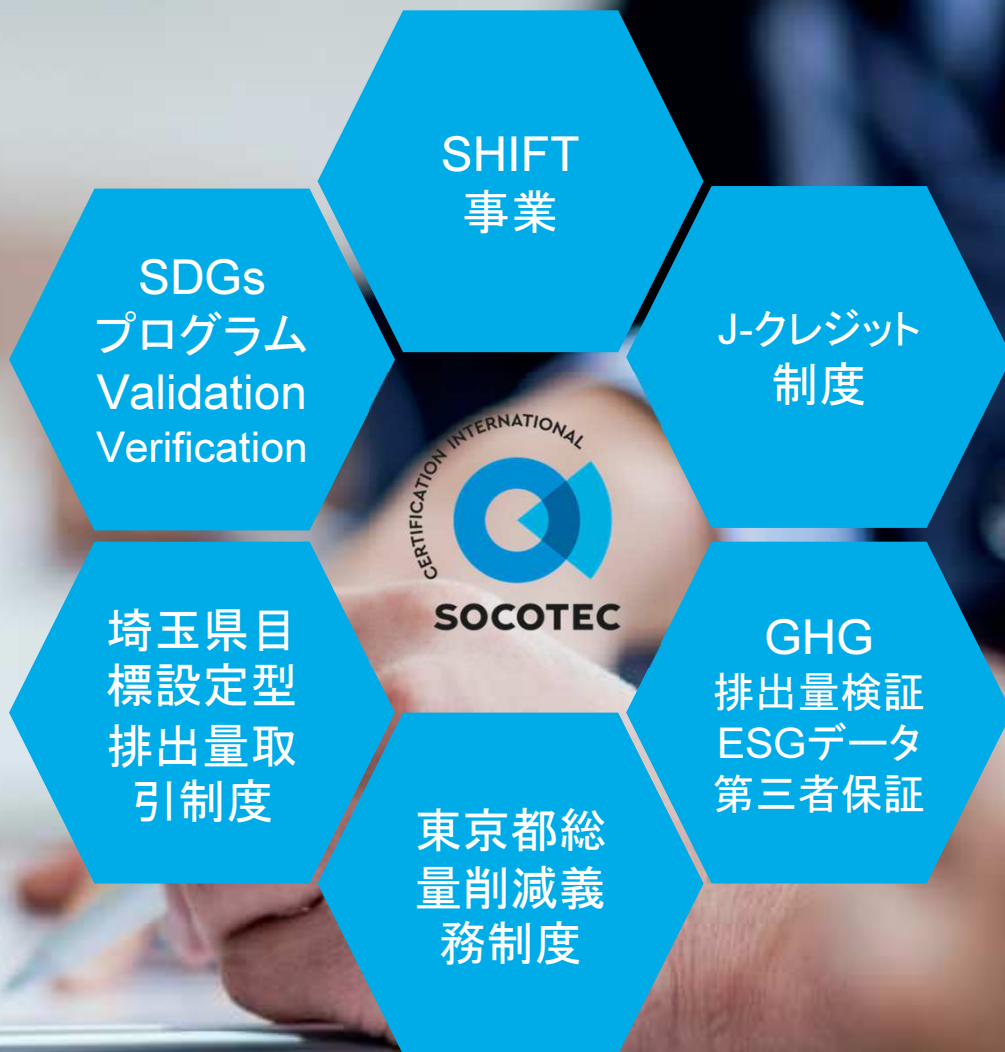 SHIFT
事業
SDGs
プログラム
Validation
Verification
J-クレジット
制度
CERTIFICATION INTERNATIONAL
SOCOTEC
埼玉県目
標設定型
排出量取
引制度
GHG
排出量検証
ESGデータ
第三者保証
東京都総
量削減義
務制度